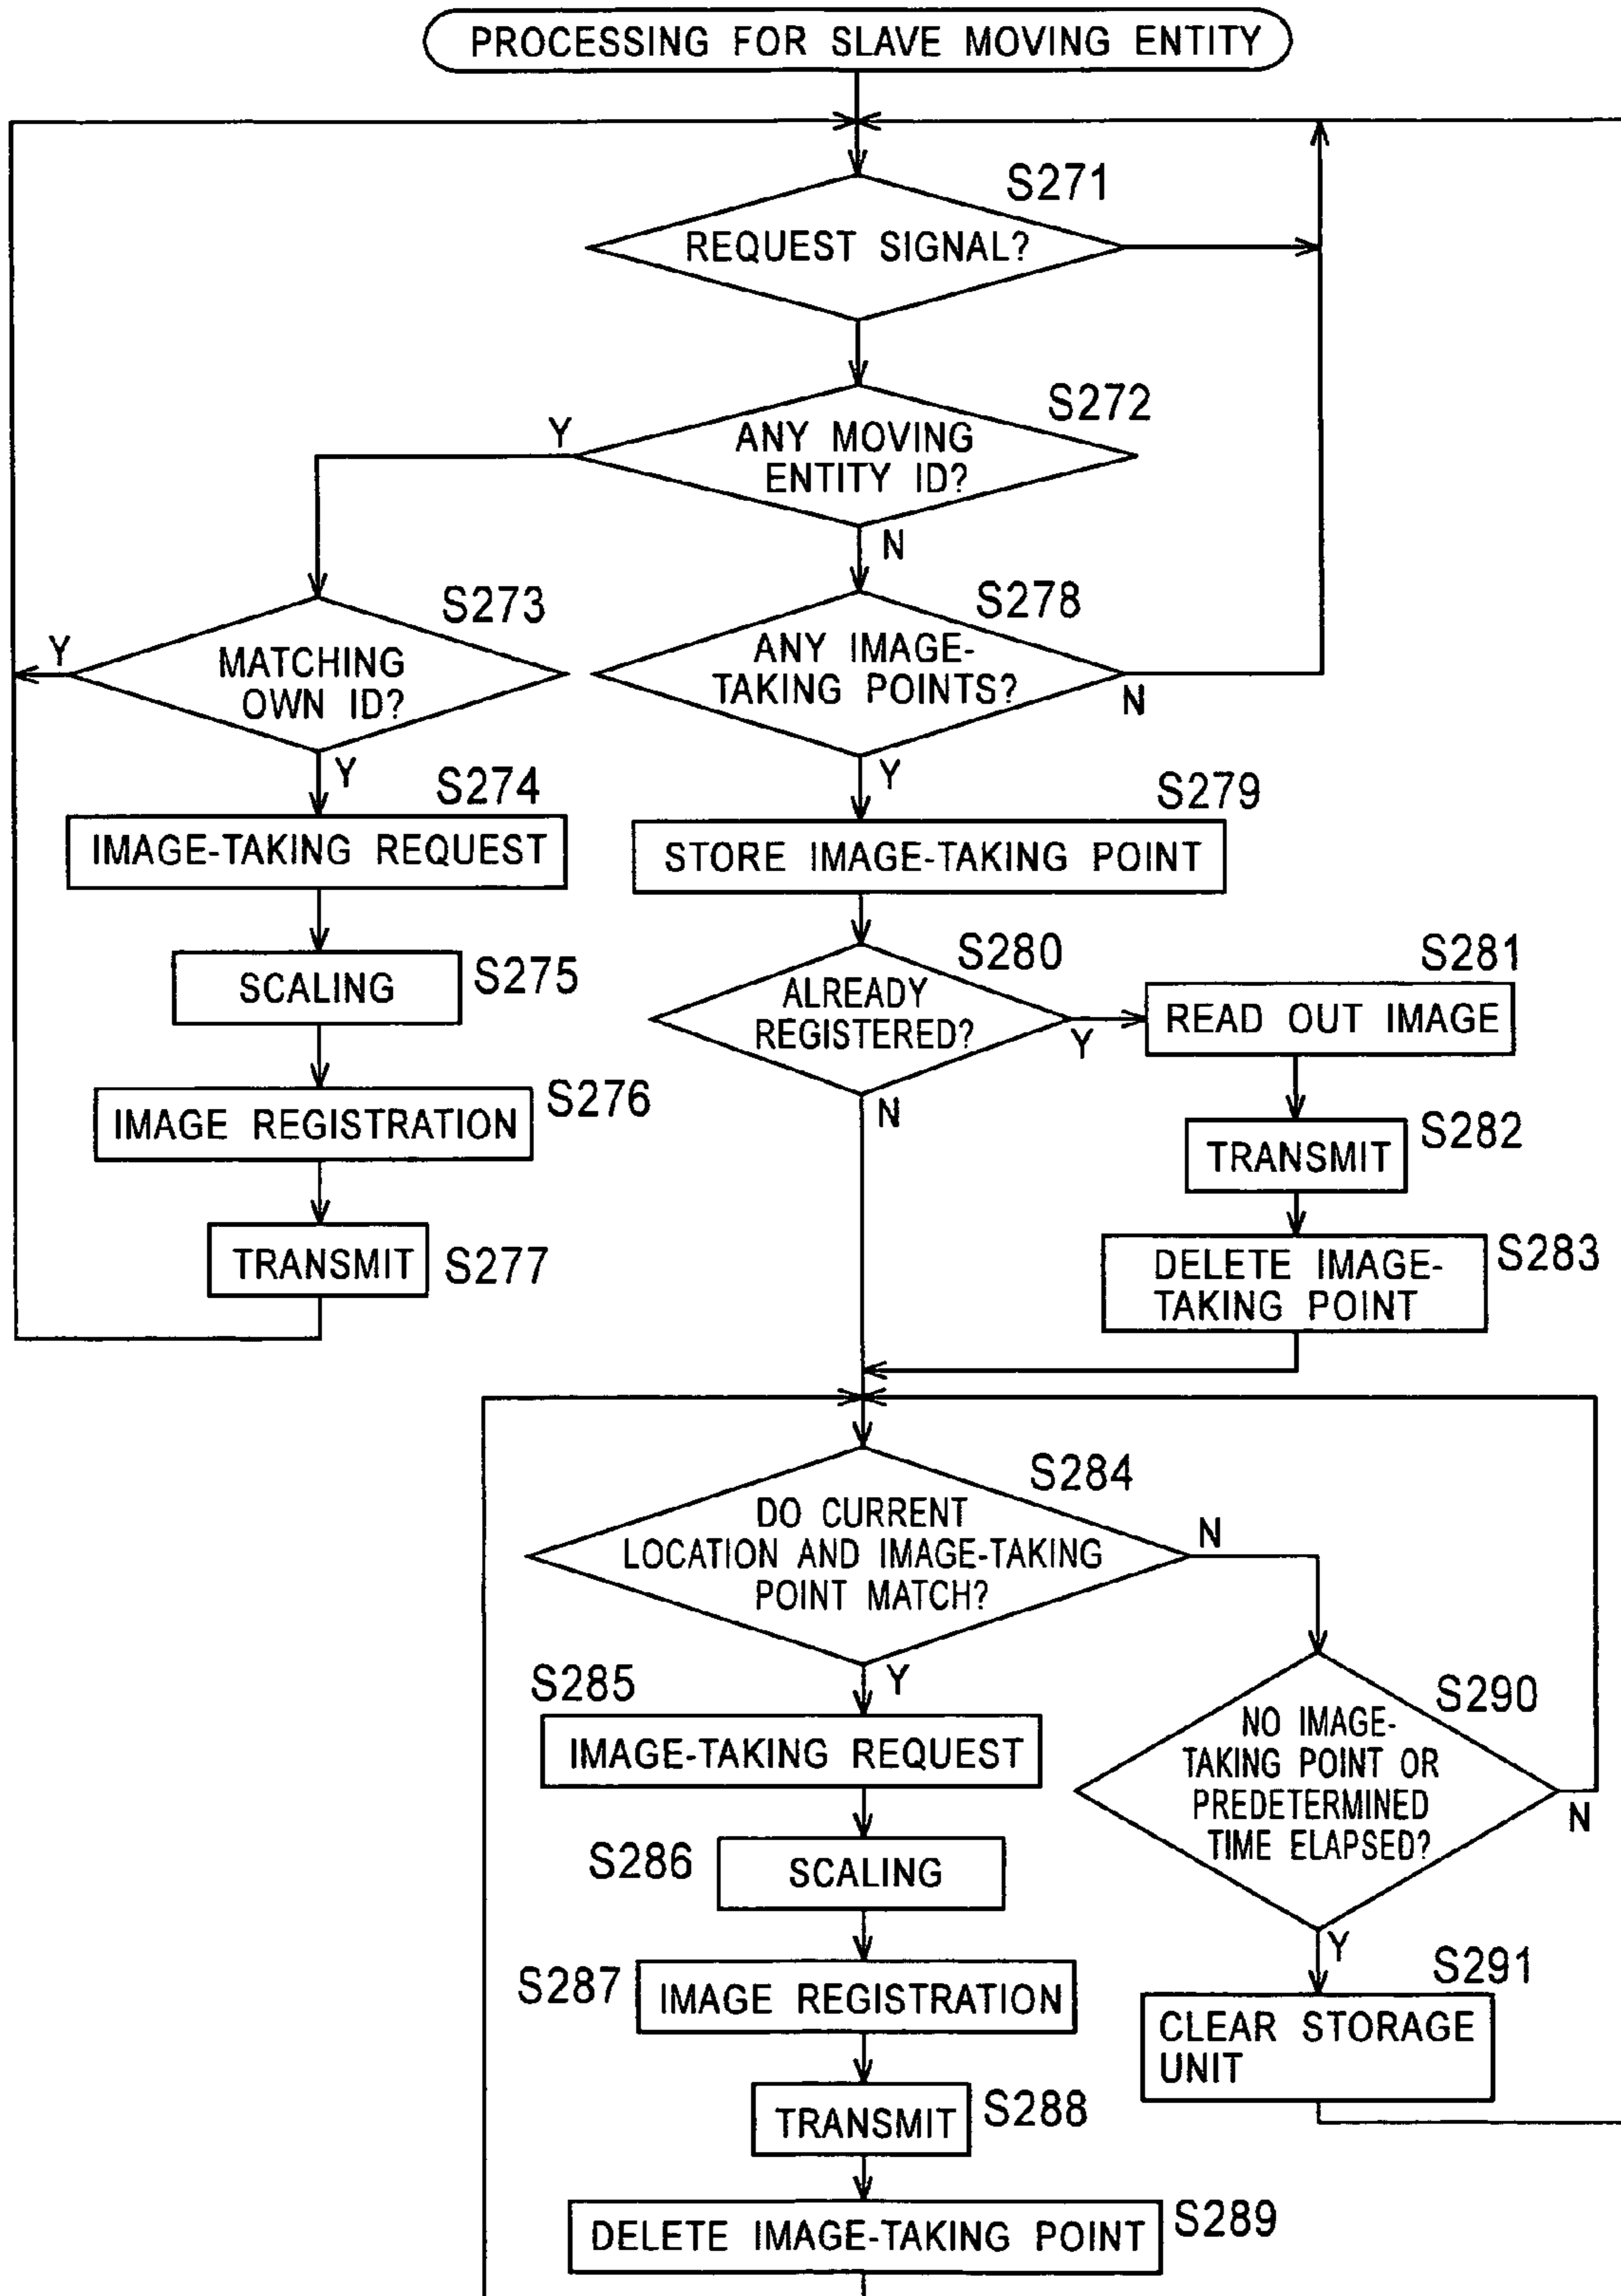 PROCESSING FOR SLAVE MOVING ENTITY
S271
REQUEST SIGNAL?
S272
Y
ANY MOVING
ENTITY ID?
N
S273
S278
Y
MATCHING
OWN ID?
ANY IMAGE-
TAKING POINTS?
N
Y
Y
S274
S279
IMAGE-TAKING REQUEST
STORE IMAGE-TAKING POINT
S280
S281
SCALING
S275
ALREADY
REGISTERED?
Y
READ OUT IMAGE
N
IMAGE REGISTRATION
S276
TRANSMIT
S282
TRANSMIT
S277
DELETE IMAGE-
TAKING POINT
S283
S284
DO CURRENT
LOCATION AND IMAGE-TAKING
POINT MATCH?
N
Y
S285
IMAGE-TAKING REQUEST
S290
NO IMAGE-
TAKING POINT OR
PREDETERMINED
TIME ELAPSED?
N
S286
SCALING
Y
S287
IMAGE REGISTRATION
S291
CLEAR STORAGE
UNIT
TRANSMIT
S288
DELETE IMAGE-TAKING POINT
S289